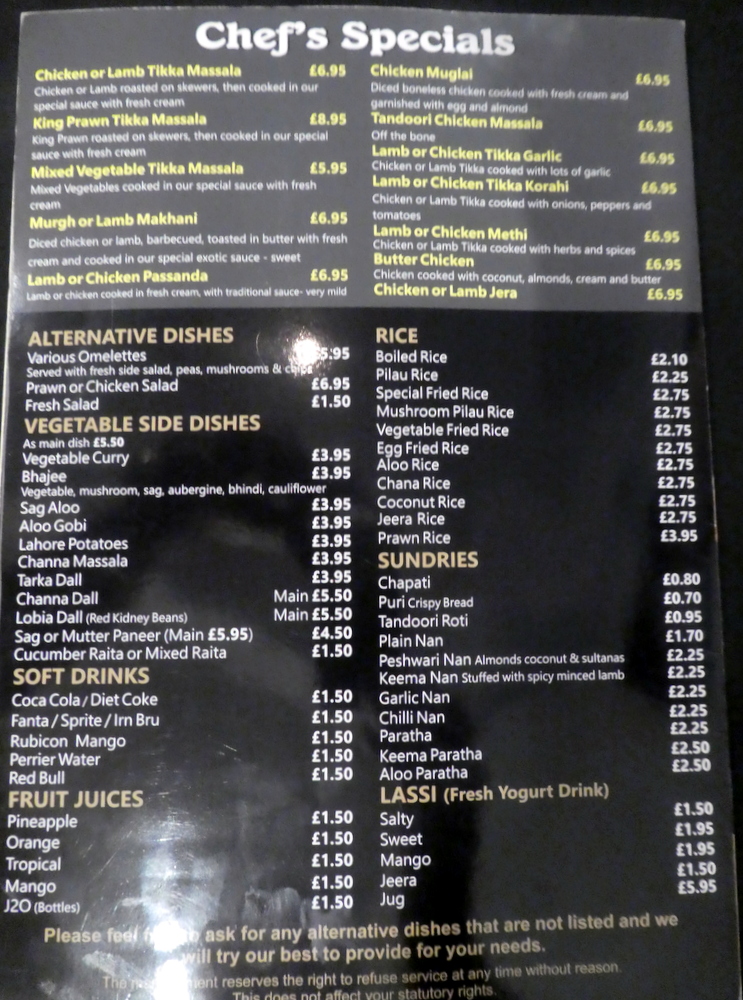 Chef's Specials
Chicken or Lamb Tikka Massala £6.95
Chicken or Lamb roasted on skewers, then cooked in our
special sauce with fresh cream
King Prawn Tikka Massala £8.95
King Prawn roasted on skewers, then cooked in our special
sauce with fresh cream
Mixed Vegetable Tikka Massala £5.95
Mixed Vegetables cooked in our special sauce with fresh
cream
Murgh or Lamb Makhani £6.95
Diced chicken or lamb, barbecued, toasted in butter with fresh
cream and cooked in our special exotic sauce - sweet
Lamb or Chicken Passanda £6.95
Lamb or chicken cooked in fresh cream, with traditional sauce- very mild
Chicken Muglai £6.95
Diced boneless chicken cooked with fresh cream and
garnished with egg and almond
Tandoori Chicken Massala £6.95
Off the bone
Lamb or Chicken Tikka Garlic £6.95
Chicken or Lamb Tikka cooked with lots of garlic
Lamb or Chicken Tikka Korahi £6.95
Chicken or Lamb Tikka cooked with onions, peppers and
tomatoes
Lamb or Chicken Methi £6.95
Chicken or Lamb Tikka cooked with herbs and spices
Butter Chicken £6.95
Chicken cooked with coconut, almonds, cream and butter
Chicken or Lamb Jera £6.95
ALTERNATIVE DISHES
Various Omelettes 5.95
Served with fresh side salad, peas, mushrooms & chips
Prawn or Chicken Salad £6.95
Fresh Salad £1.50
VEGETABLE SIDE DISHES
As main dish £5.50
Vegetable Curry £3.95
Bhajee £3.95
Vegetable, mushroom, sag, aubergine, bhindi, cauliflower
Sag Aloo £3.95
Aloo Gobi £3.95
Lahore Potatoes £3.95
Channa Massala £3.95
Tarka Dall £3.95
Channa Dall Main £5.50
Lobia Dall (Red Kidney Beans) Main £5.50
Sag or Mutter Paneer (Main £5.95) £4.50
Cucumber Raita or Mixed Raita £1.50
SOFT DRINKS
Coca Cola / Diet Coke £1.50
Fanta / Sprite / Irn Bru £1.50
Rubicon Mango £1.50
Perrier Water £1.50
Red Bull £1.50
FRUIT JUICES
Pineapple £1.50
Orange £1.50
Tropical £1.50
Mango £1.50
J2O (Bottles) £1.50
RICE
Boiled Rice £2.10
Pilau Rice £2.25
Special Fried Rice £2.75
Mushroom Pilau Rice £2.75
Vegetable Fried Rice £2.75
Egg Fried Rice £2.75
Aloo Rice £2.75
Chana Rice £2.75
Coconut Rice £2.75
Jeera Rice £2.75
Prawn Rice £3.95
SUNDRIES
Chapati £0.80
Puri Crispy Bread £0.70
Tandoori Roti £0.95
Plain Nan £1.70
Peshwari Nan Almonds coconut & sultanas £2.25
Keema Nan Stuffed with spicy minced lamb £2.25
Garlic Nan £2.25
Chilli Nan £2.25
Paratha £2.25
Keema Paratha £2.50
Aloo Paratha £2.50
LASSI (Fresh Yogurt Drink)
Salty £1.50
Sweet £1.95
Mango £1.95
Jeera £1.50
Jug £5.95
Please feel ask for any alternative dishes that are not listed and we
will try our best to provide for your needs.
The reserves the right to refuse service at any time without reason.
This does not affect your statutory rights.